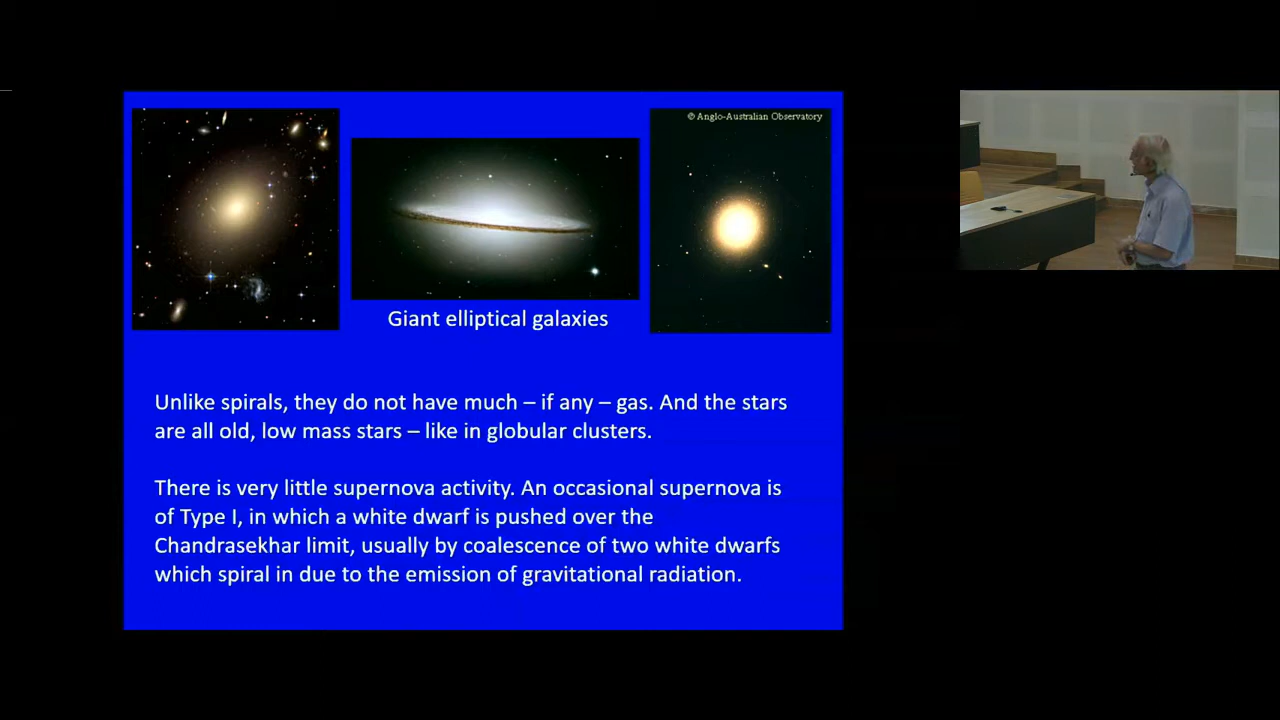 © Anglo-Australian Observatory
Giant elliptical galaxies
Unlike spirals, they do not have much – if any – gas. And the stars
are all old, low mass stars – like in globular clusters.
There is very little supernova activity. An occasional supernova is
of Type I, in which a white dwarf is pushed over the
Chandrasekhar limit, usually by coalescence of two white dwarfs
which spiral in due to the emission of gravitational radiation.